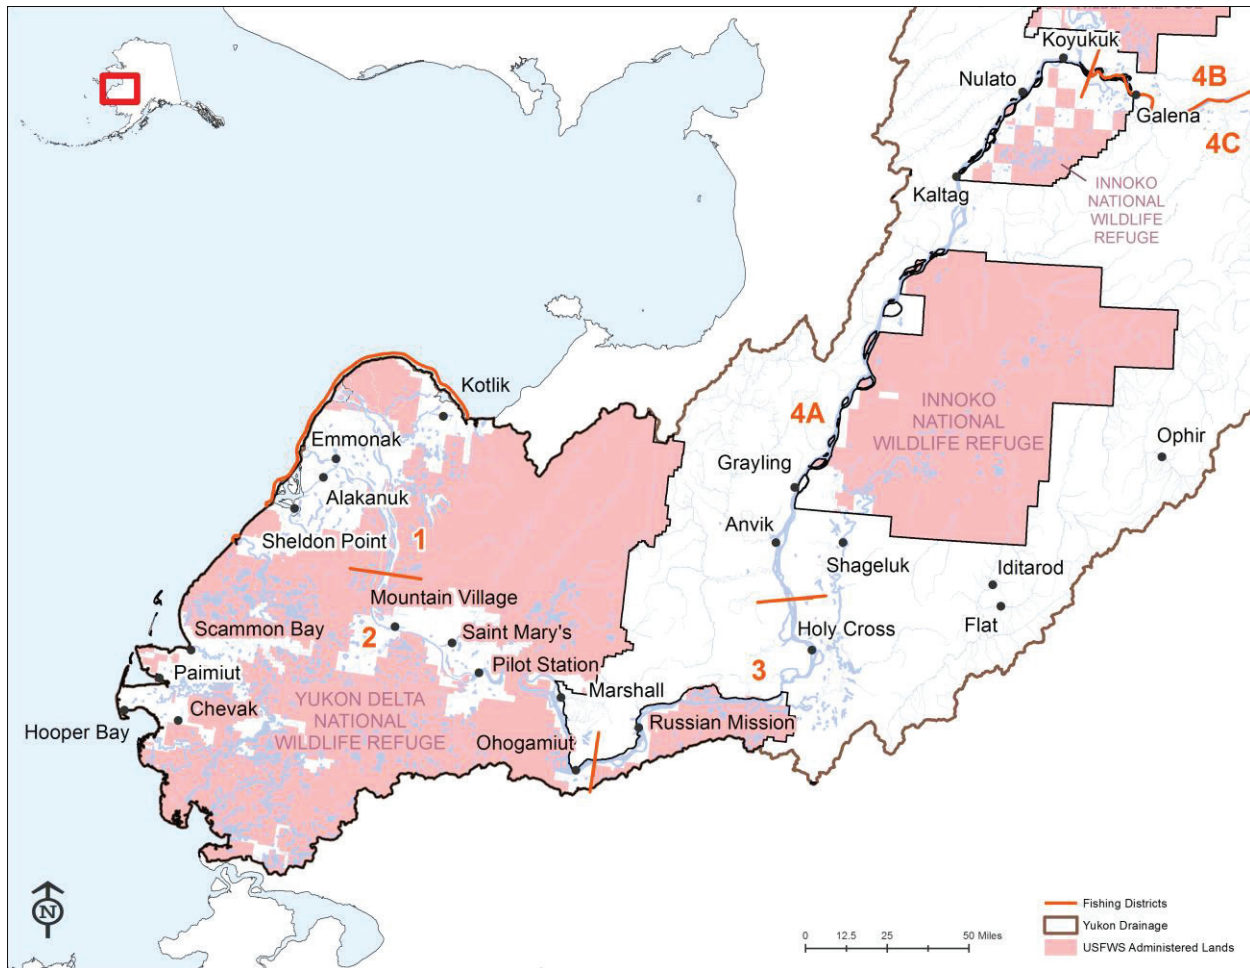 WILDLIFE REFUGE
Koyukuk
4B
Nulato
Galena
4C
INNOKO
NATIONAL
WILDLIFE
REFUGE
Kaltag
Kotlik
4A
INNOKO
NATIONAL
WILDLIFE REFUGE
Ophir
Emmonak
Grayling
Alakanuk
Anvik
Sheldon Point
1
Shageluk
Iditarod
Mountain Village
Flat
Scammon Bay
2
Saint Mary's
Holy Cross
Paimiut
Pilot Station
3
Marshall
YUKON DELTA
NATIONAL
WILDLIFE REFUGE
Chevak
Hooper Bay
Russian Mission
Ohogamiut
N
Fishing Districts
Yukon Drainage
USFWS Administered Lands
0 12.5 25 50 Miles